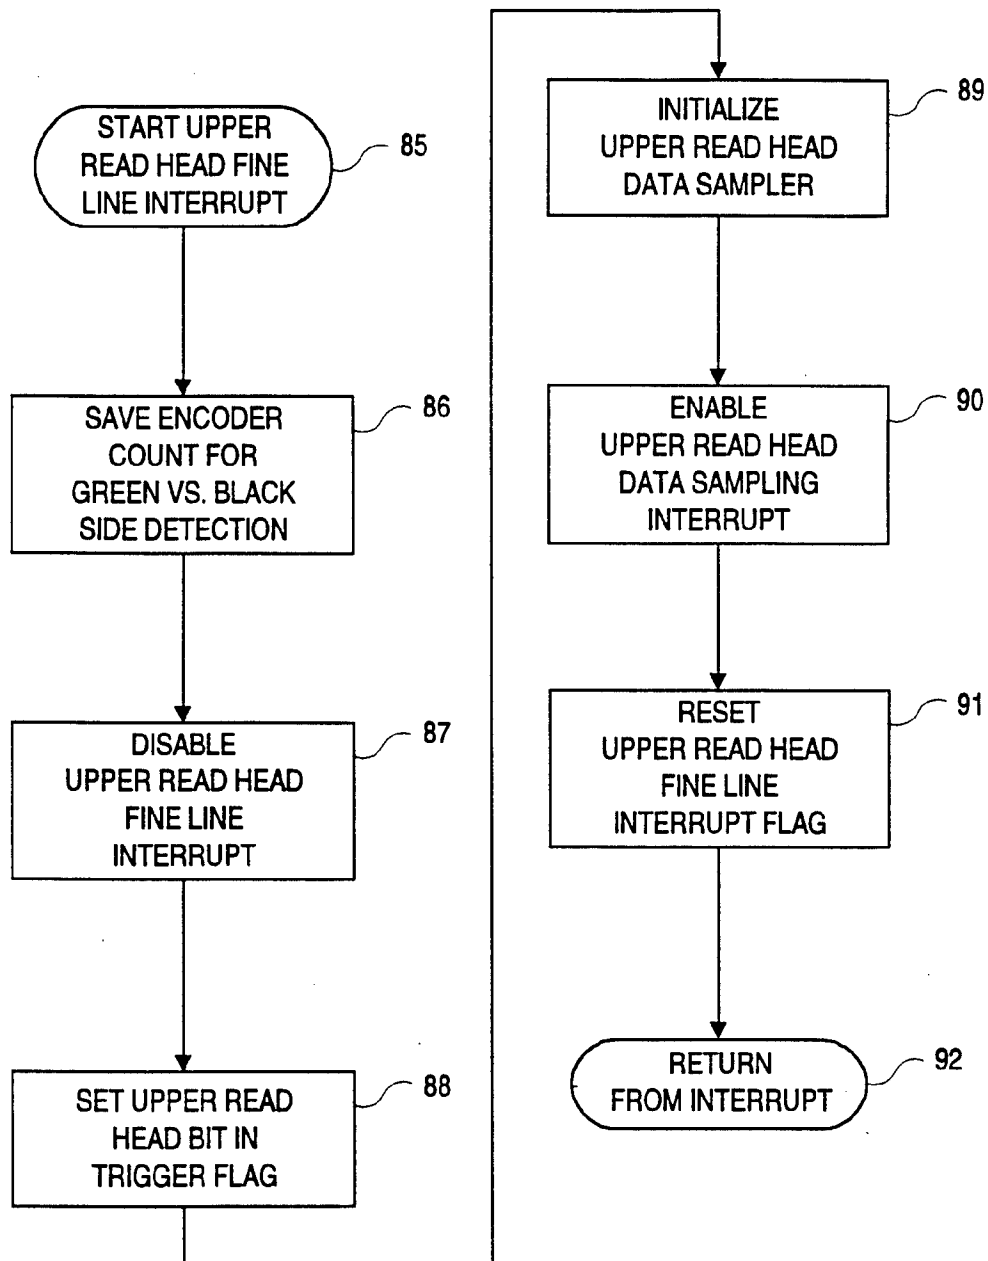 START UPPER
READ HEAD FINE
LINE INTERRUPT
85
SAVE ENCODER
COUNT FOR
GREEN VS. BLACK
SIDE DETECTION
86
DISABLE
UPPER READ HEAD
FINE LINE
INTERRUPT
87
SET UPPER READ
HEAD BIT IN
TRIGGER FLAG
88
INITIALIZE
UPPER READ HEAD
DATA SAMPLER
89
ENABLE
UPPER READ HEAD
DATA SAMPLING
INTERRUPT
90
RESET
UPPER READ HEAD
FINE LINE
INTERRUPT FLAG
91
RETURN
FROM INTERRUPT
92